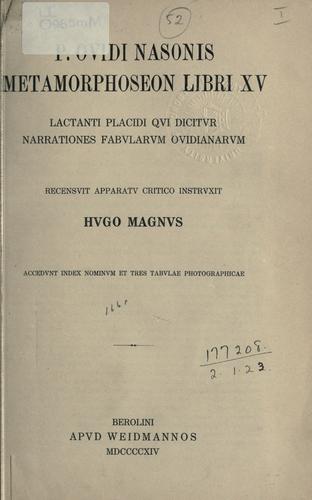 52
I
P. OVIDI NASONIS
METAMORPHOSEON LIBRI XV
LACTANTI PLACIDI QVI DICITVR
NARRATIONES FABVLARVM OVIDIANARVM
RECENSVIT APPARATV CRITICO INSTRVXIT
HVGO MAGNVS
ACCEDVNT INDEX NOMINVM ET TRES TABVLAE PHOTOGRAPHICAE
177208.
2.1.23
BEROLINI
APVD WEIDMANNOS
MDCCCCXIV